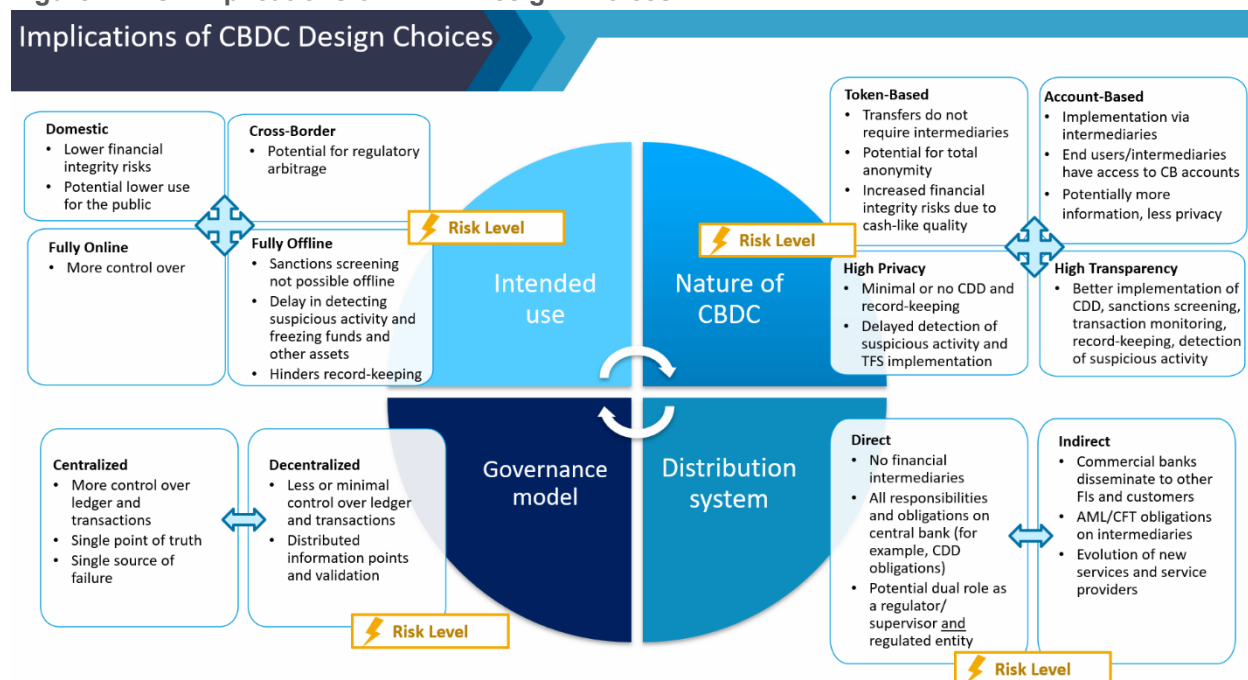 Implications of CBDC Design Choices
Domestic
• Lower financial
integrity risks
• Potential lower use
for the public
Cross-Border
• Potential for regulatory
arbitrage
Fully Online
• More control over
Fully Offline
• Sanctions screening
not possible offline
• Delay in detecting
suspicious activity and
freezing funds and
other assets
• Hinders record-keeping
Risk Level
Intended
use
Token-Based
• Transfers do not
require intermediaries
• Potential for total
anonymity
• Increased financial
integrity risks due to
cash-like quality
Account-Based
• Implementation via
intermediaries
• End users/intermediaries
have access to CB accounts
• Potentially more
information, less privacy
High Privacy
• Minimal or no CDD and
record-keeping
• Delayed detection of
suspicious activity and
TFS implementation
High Transparency
• Better implementation of
CDD, sanctions screening,
transaction monitoring,
record-keeping, detection
of suspicious activity
Risk Level
Nature of
CBDC
Centralized
• More control over
ledger and
transactions
• Single point of truth
• Single source of
failure
Decentralized
• Less or minimal
control over ledger
and transactions
• Distributed
information points
and validation
Risk Level
Governance
model
Distribution
system
Direct
• No financial
intermediaries
• All responsibilities
and obligations on
central bank (for
example, CDD
obligations)
• Potential dual role as
a regulator/
supervisor and
regulated entity
Indirect
• Commercial banks
disseminate to other
FIs and customers
• AML/CFT obligations
on intermediaries
• Evolution of new
services and service
providers
Risk Level